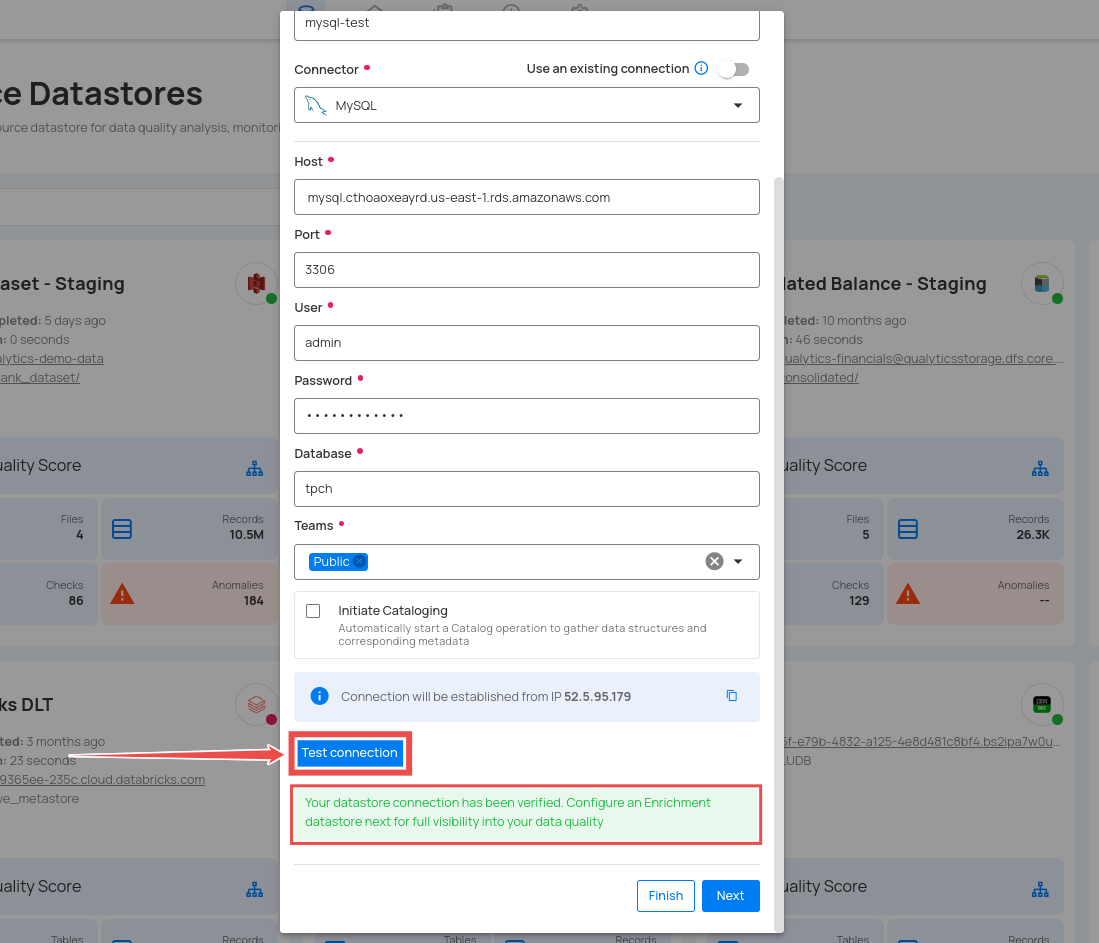 mysql-test
Connector
Use an existing connection
MySQL
Host
mysql.cthoaoxeayrd.us-east-1.rds.amazonaws.com
Port
3306
User
admin
Password
Database
tpch
Teams
Public
Initiate Cataloging
Automatically start a Catalog operation to gather data structures and
corresponding metadata
Connection will be established from IP 52.5.95.179
Test connection
Your datastore connection has been verified. Configure an Enrichment
datastore next for full visibility into your data quality
Finish
Next
ce Datastores
ource datastore for data quality analysis, monitori
aset - Staging
pleted: 5 days ago
n: 0 seconds
alytics-demo-data
ank_dataset/
uality Score
Files
4
Records
10.5M
Checks
86
Anomalies
184
ks DLT
ted: 3 months ago
n: 23 seconds
9365ee-235c.cloud.databricks.com
ve_metastore
uality Score
Tables
Records
Tables
Records
lated Balance - Staging
leted: 10 months ago
n: 46 seconds
ualytics-financials@qualyticsstorage.dfs.core....
onsolidated/
uality Score
Files
5
Records
26.3K
Checks
129
Anomalies
--
5f-e79b-4832-a125-4e8d481c8bf4.bs2ipa7w0u...
LUDB
uality Score
Tables
Records